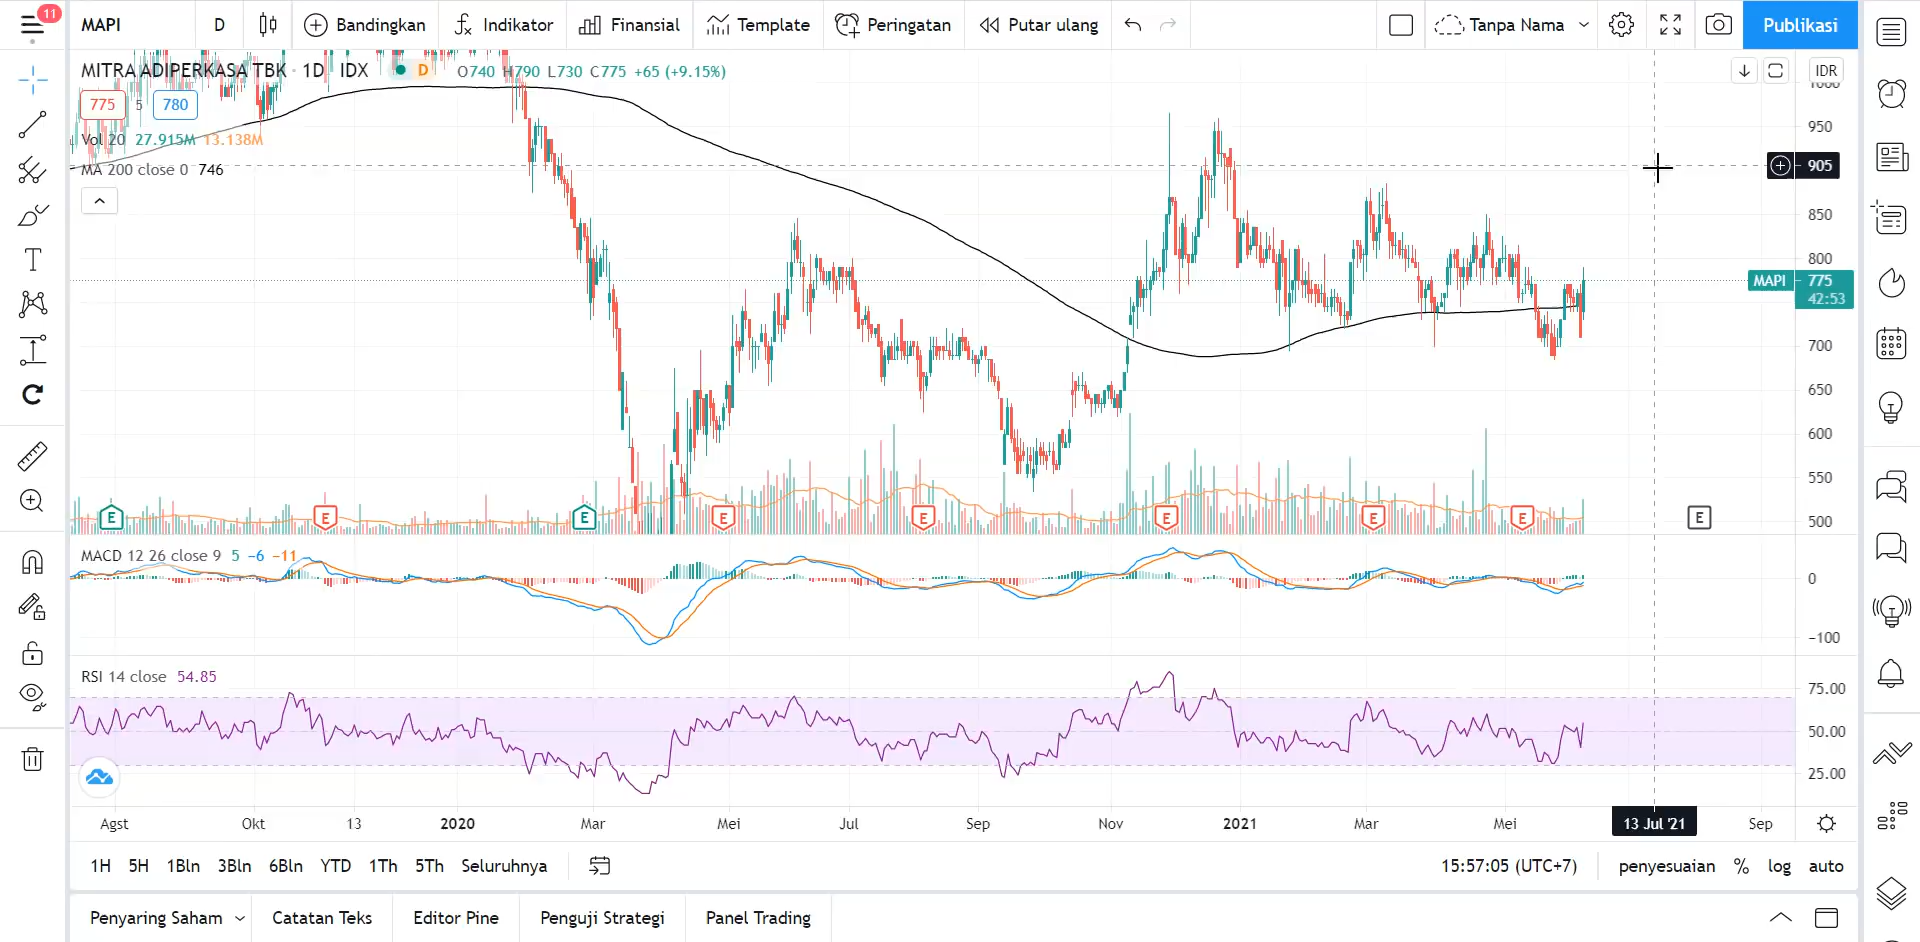 11
MAPI D Bandingkan Indikator Finansial Template Peringatan Putar ulang Tanpa Nama Publikasi
MITRA ADIPERKASA TBK · 1D IDX D O740 H790 L730 C775 +65 (+9.15%)
IDR
775 5 780
Vol 20 27.915M 13.138M
MA 200 close 0 746
1000
950
905
850
800
MAPI 775
42:53
700
650
600
550
500
E E E E E E E E E
MACD 12 26 close 9 5 −6 −11
0
−100
RSI 14 close 54.85
75.00
50.00
25.00
Agst Okt 13 2020 Mar Mei Jul Sep Nov 2021 Mar Mei 13 Jul '21 Sep
1H 5H 1Bln 3Bln 6Bln YTD 1Th 5Th Seluruhnya 15:57:05 (UTC+7) penyesuaian % log auto
Penyaring Saham Catatan Teks Editor Pine Penguji Strategi Panel Trading